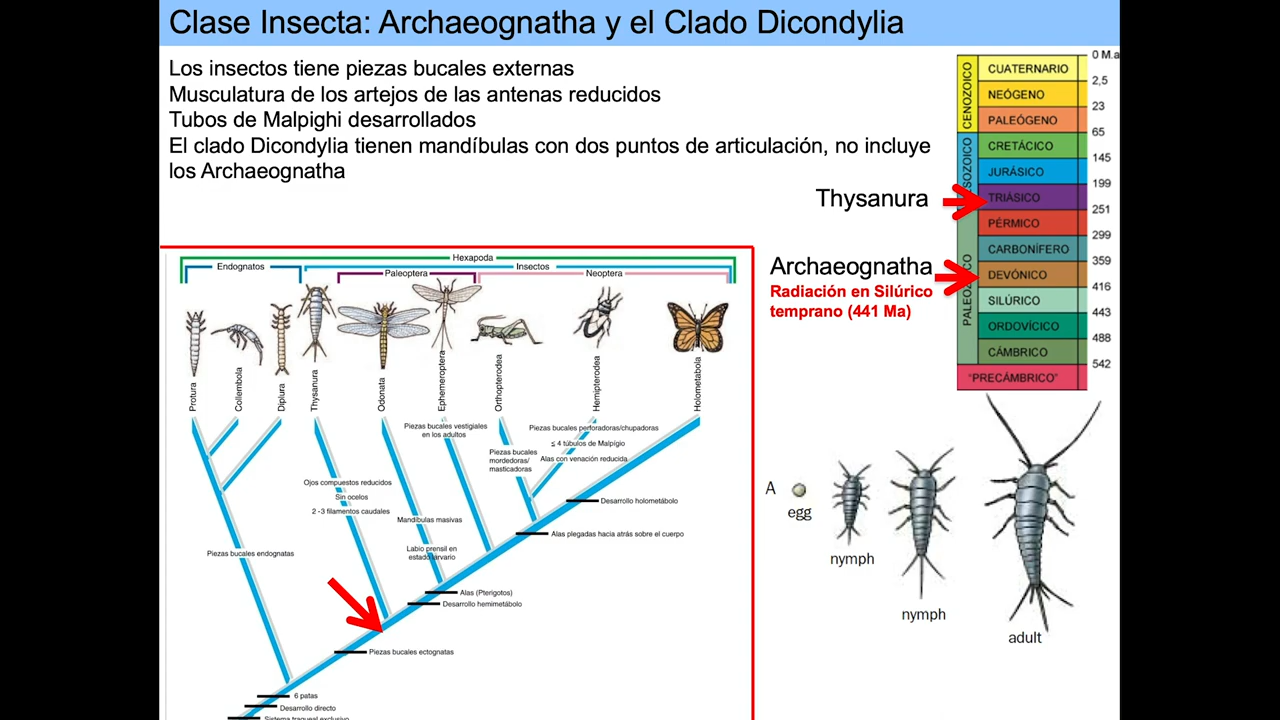 Clase Insecta: Archaeognatha y el Clado Dicondylia
Los insectos tiene piezas bucales externas
Musculatura de los artejos de las antenas reducidos
Tubos de Malpighi desarrollados
El clado Dicondylia tienen mandíbulas con dos puntos de articulación, no incluye
los Archaeognatha
Thysanura
Archaeognatha
Radiación en Silúrico
temprano (441 Ma)
CENOZOICO
PALEOZOICO
0 M.a
CUATERNARIO
2,5
NEÓGENO
23
PALEÓGENO
65
CRETÁCICO
145
JURÁSICO
199
TRIÁSICO
251
PÉRMICO
299
CARBONÍFERO
359
DEVÓNICO
416
SILÚRICO
443
ORDOVÍCICO
488
CÁMBRICO
542
"PRECÁMBRICO"
Hexapoda
Endognatos
Insectos
Paleoptera
Neoptera
Protura
Collembola
Diplura
Thysanura
Odonata
Ephemeroptera
Orthopterodea
Hemipterodea
Holometabola
Piezas bucales vestigiales
en los adultos
Piezas bucales perforadoras/chupadoras
≤ 4 túbulos de Malpigio
Alas con venación reducida
Piezas bucales
mordedoras/
masticadoras
Ojos compuestos reducidos
Sin ocelos
2 -3 filamentos caudales
Mandíbulas masivas
Labio prensil en
estado larvario
Piezas bucales endognatas
Desarrollo holometábolo
Alas plegadas hacia atrás sobre el cuerpo
Alas (Pterigotos)
Desarrollo hemimetábolo
Piezas bucales ectognatas
6 patas
Desarrollo directo
Sistema traqueal exclusivo
A
egg
nymph
nymph
adult